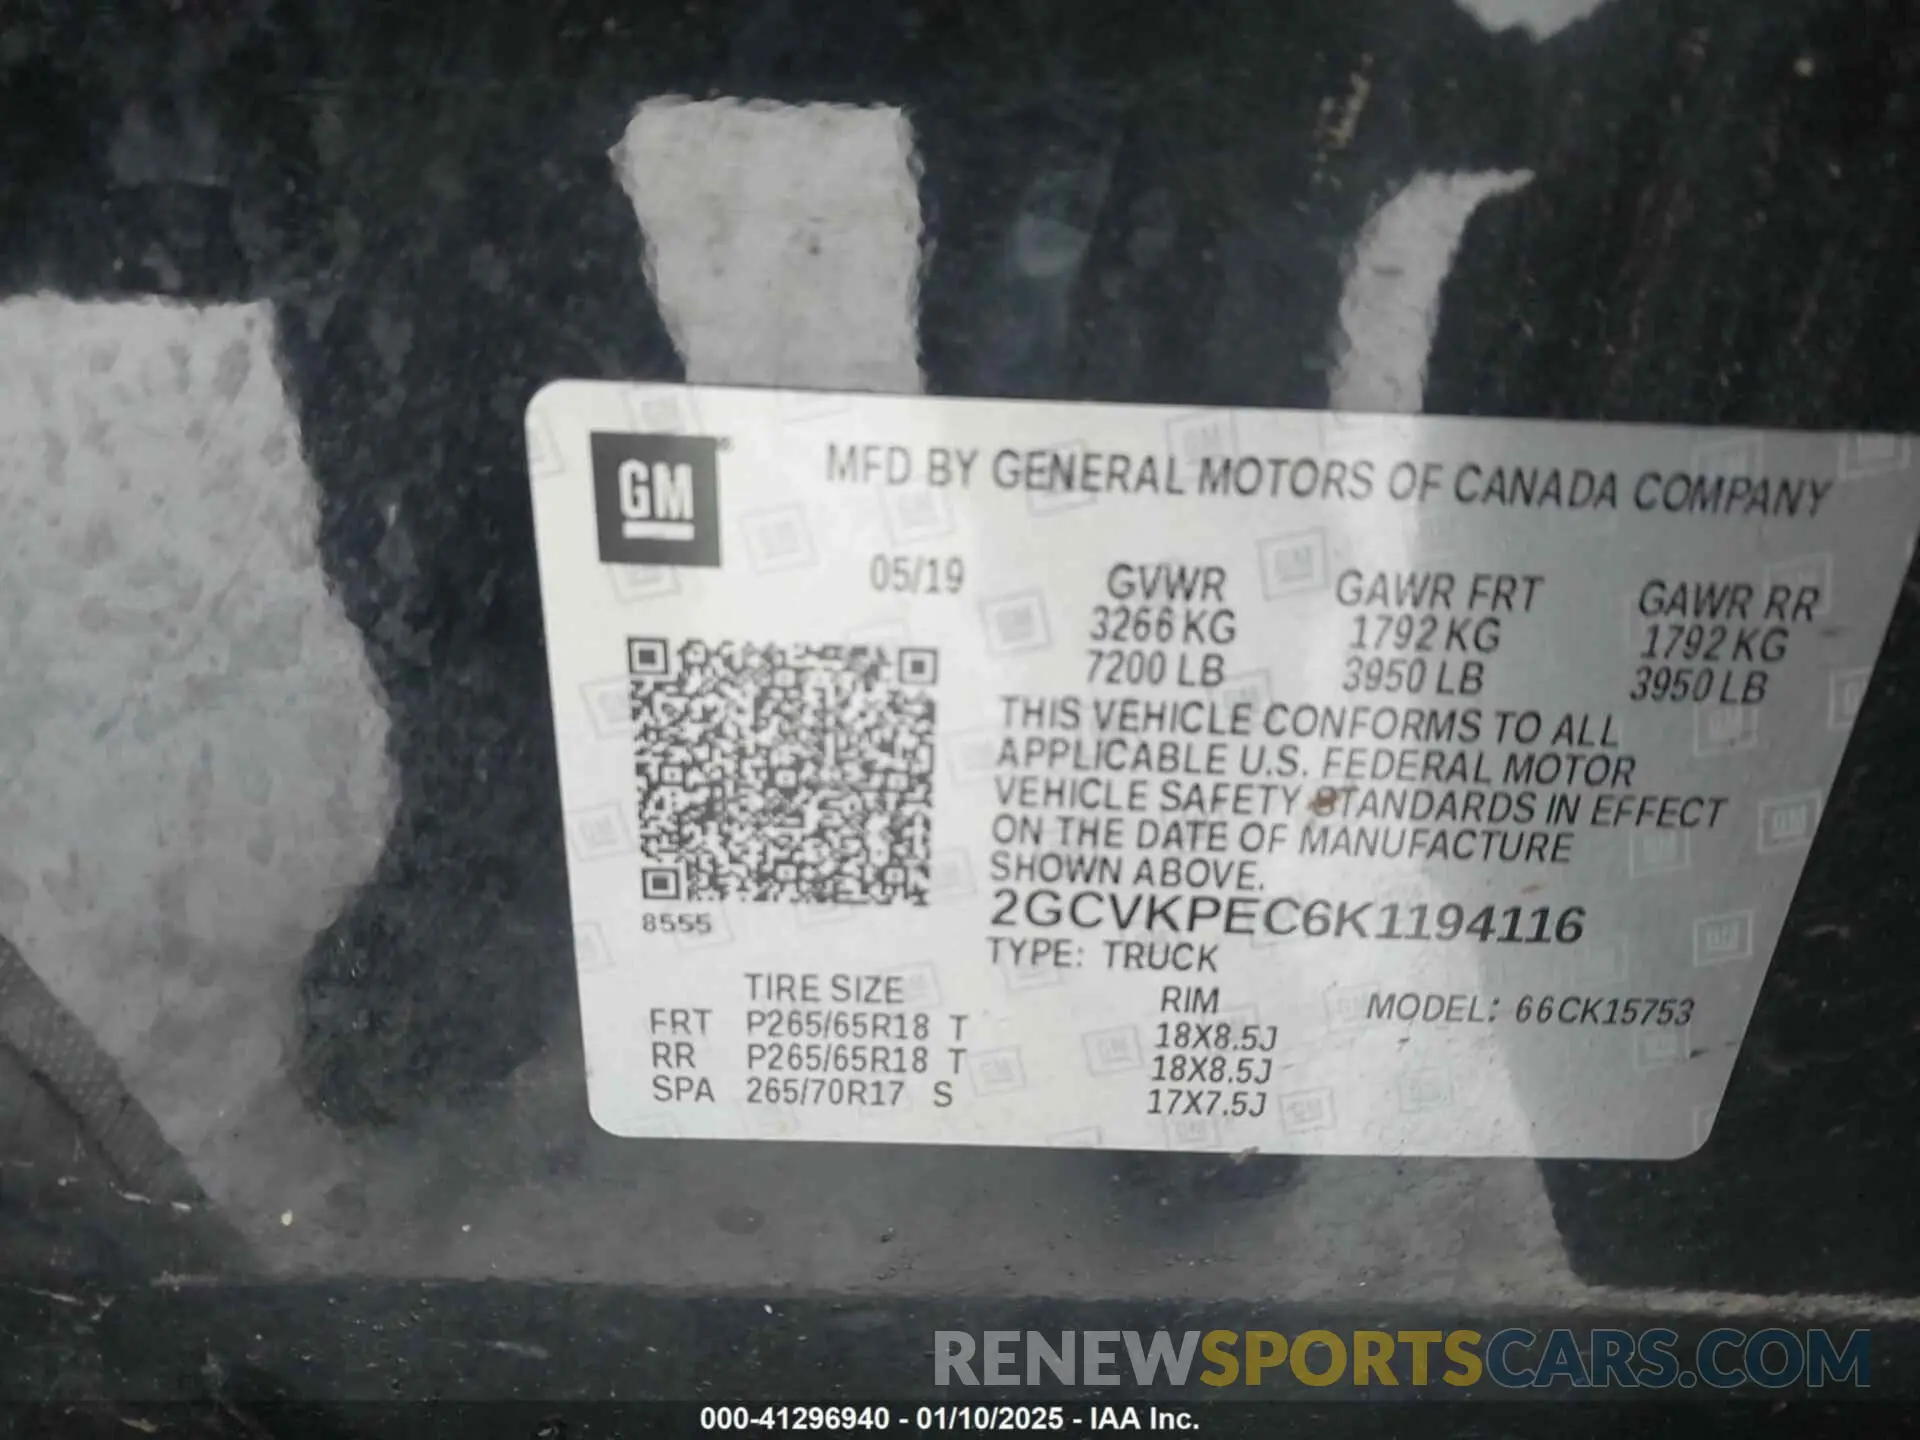 GM
MFD BY GENERAL MOTORS OF CANADA COMPANY
05/19
GVWR GAWR FRT GAWR RR
3266 KG 1792 KG 1792 KG
7200 LB 3950 LB 3950 LB
THIS VEHICLE CONFORMS TO ALL
APPLICABLE U.S. FEDERAL MOTOR
VEHICLE SAFETY STANDARDS IN EFFECT
ON THE DATE OF MANUFACTURE
SHOWN ABOVE.
8555
2GCVKPEC6K1194116
TYPE: TRUCK
TIRE SIZE RIM MODEL: 66CK15753
FRT P265/65R18 T 18X8.5J
RR P265/65R18 T 18X8.5J
SPA 265/70R17 S 17X7.5J
RENEWSPORTSCARS.COM
000-41296940 - 01/10/2025 - IAA Inc.